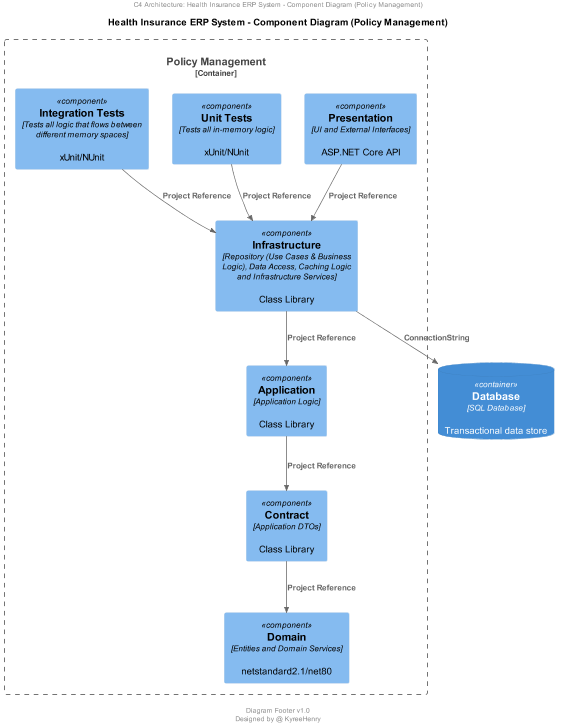 C4 Architecture: Health Insurance ERP System - Component Diagram (Policy Management)
Health Insurance ERP System - Component Diagram (Policy Management)
Policy Management
[Container]
«component»
Integration Tests
[Tests all logic that flows between
different memory spaces]
xUnit/NUnit
«component»
Unit Tests
[Tests all in-memory logic]
xUnit/NUnit
«component»
Presentation
[UI and External Interfaces]
ASP.NET Core API
Project Reference
Project Reference
Project Reference
«component»
Infrastructure
[Repository (Use Cases & Business
Logic), Data Access, Caching Logic
and Infrastructure Services]
Class Library
Project Reference
ConnectionString
«component»
Application
[Application Logic]
Class Library
«container»
Database
[SQL Database]
Transactional data store
Project Reference
«component»
Contract
[Application DTOs]
Class Library
Project Reference
«component»
Domain
[Entities and Domain Services]
netstandard2.1/net80
Diagram Footer v1.0
Designed by @ KyreeHenry